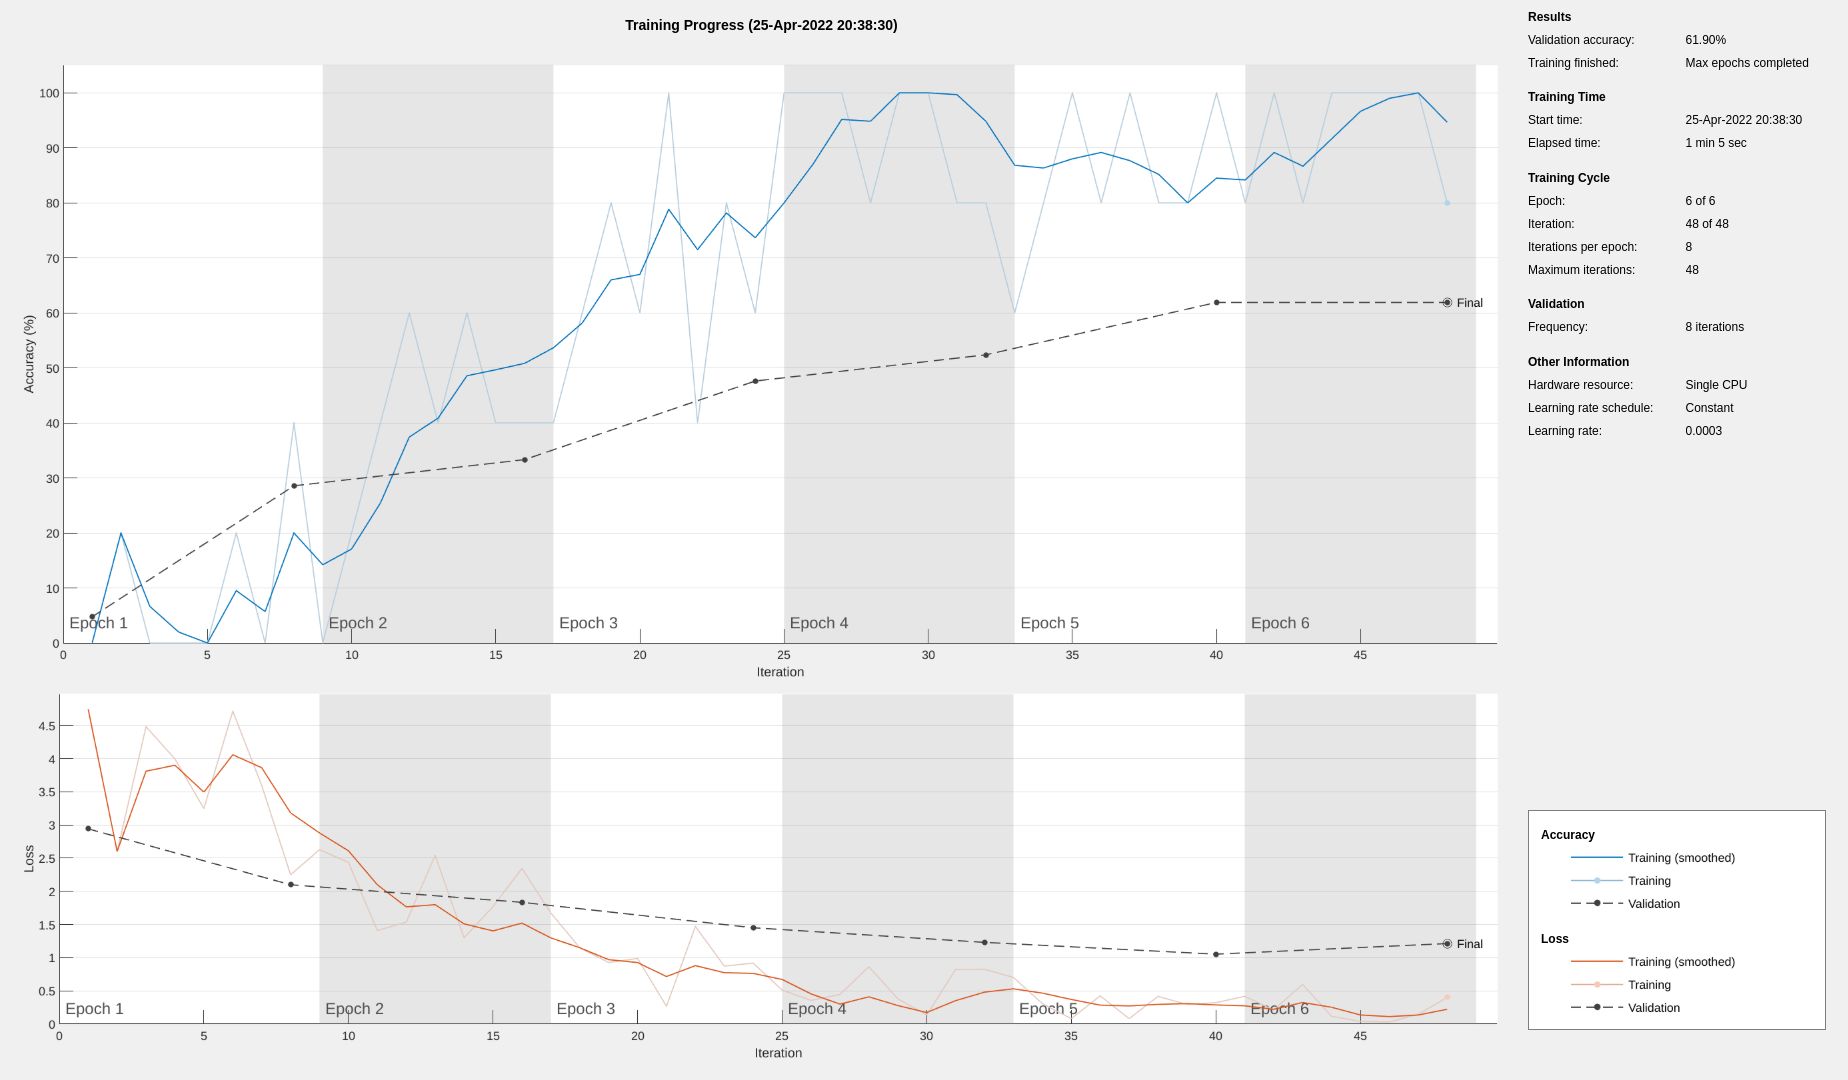 Training Progress (25-Apr-2022 20:38:30)
100
90
80
70
60
50
40
30
20
10
0
Accuracy (%)
Final
Epoch 1
Epoch 2
Epoch 3
Epoch 4
Epoch 5
Epoch 6
0 5 10 15 20 25 30 35 40 45
Iteration
4.5
4
3.5
3
2.5
2
1.5
1
0.5
0
Loss
Final
Epoch 1
Epoch 2
Epoch 3
Epoch 4
Epoch 5
Epoch 6
0 5 10 15 20 25 30 35 40 45
Iteration
Results
Validation accuracy: 61.90%
Training finished: Max epochs completed
Training Time
Start time: 25-Apr-2022 20:38:30
Elapsed time: 1 min 5 sec
Training Cycle
Epoch: 6 of 6
Iteration: 48 of 48
Iterations per epoch: 8
Maximum iterations: 48
Validation
Frequency: 8 iterations
Other Information
Hardware resource: Single CPU
Learning rate schedule: Constant
Learning rate: 0.0003
Accuracy
Training (smoothed)
Training
Validation
Loss
Training (smoothed)
Training
Validation